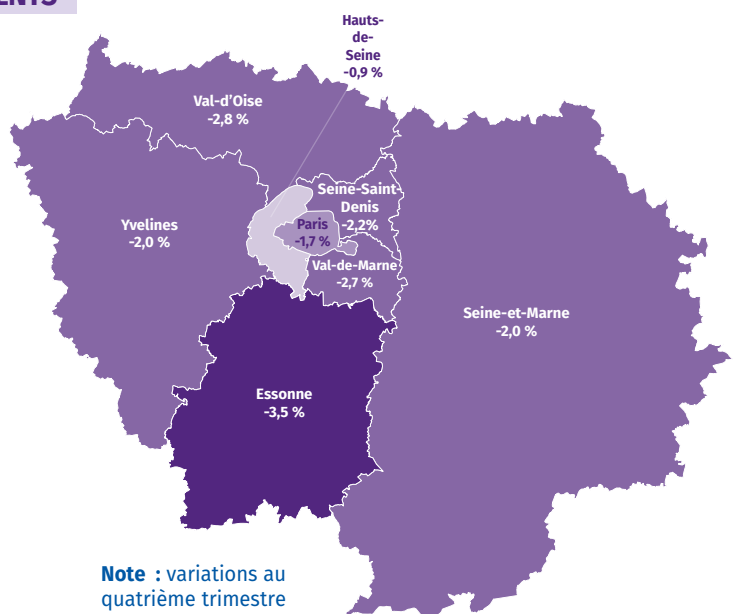 Hauts-
de-
Seine
-0,9 %
Val-d’Oise
-2,8 %
Yvelines
-2,0 %
Seine-Saint-
Denis
-2,2%
Paris
-1,7 %
Val-de-Marne
-2,7 %
Seine-et-Marne
-2,0 %
Essonne
-3,5 %
Note : variations au
quatrième trimestre